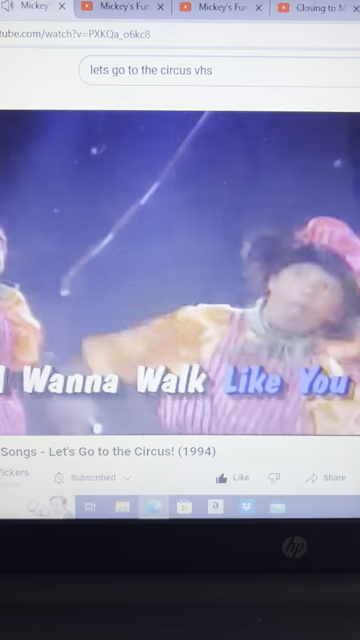 Mickey
Mickey's Fun
Mickey's Fun
Closing to M
tube.com/watch?v=PXKQa_o6kc8
lets go to the circus vhs
I Wanna Walk Like You
Songs - Let's Go to the Circus! (1994)
Vickers
Subscribed
Like
Share
a
hp